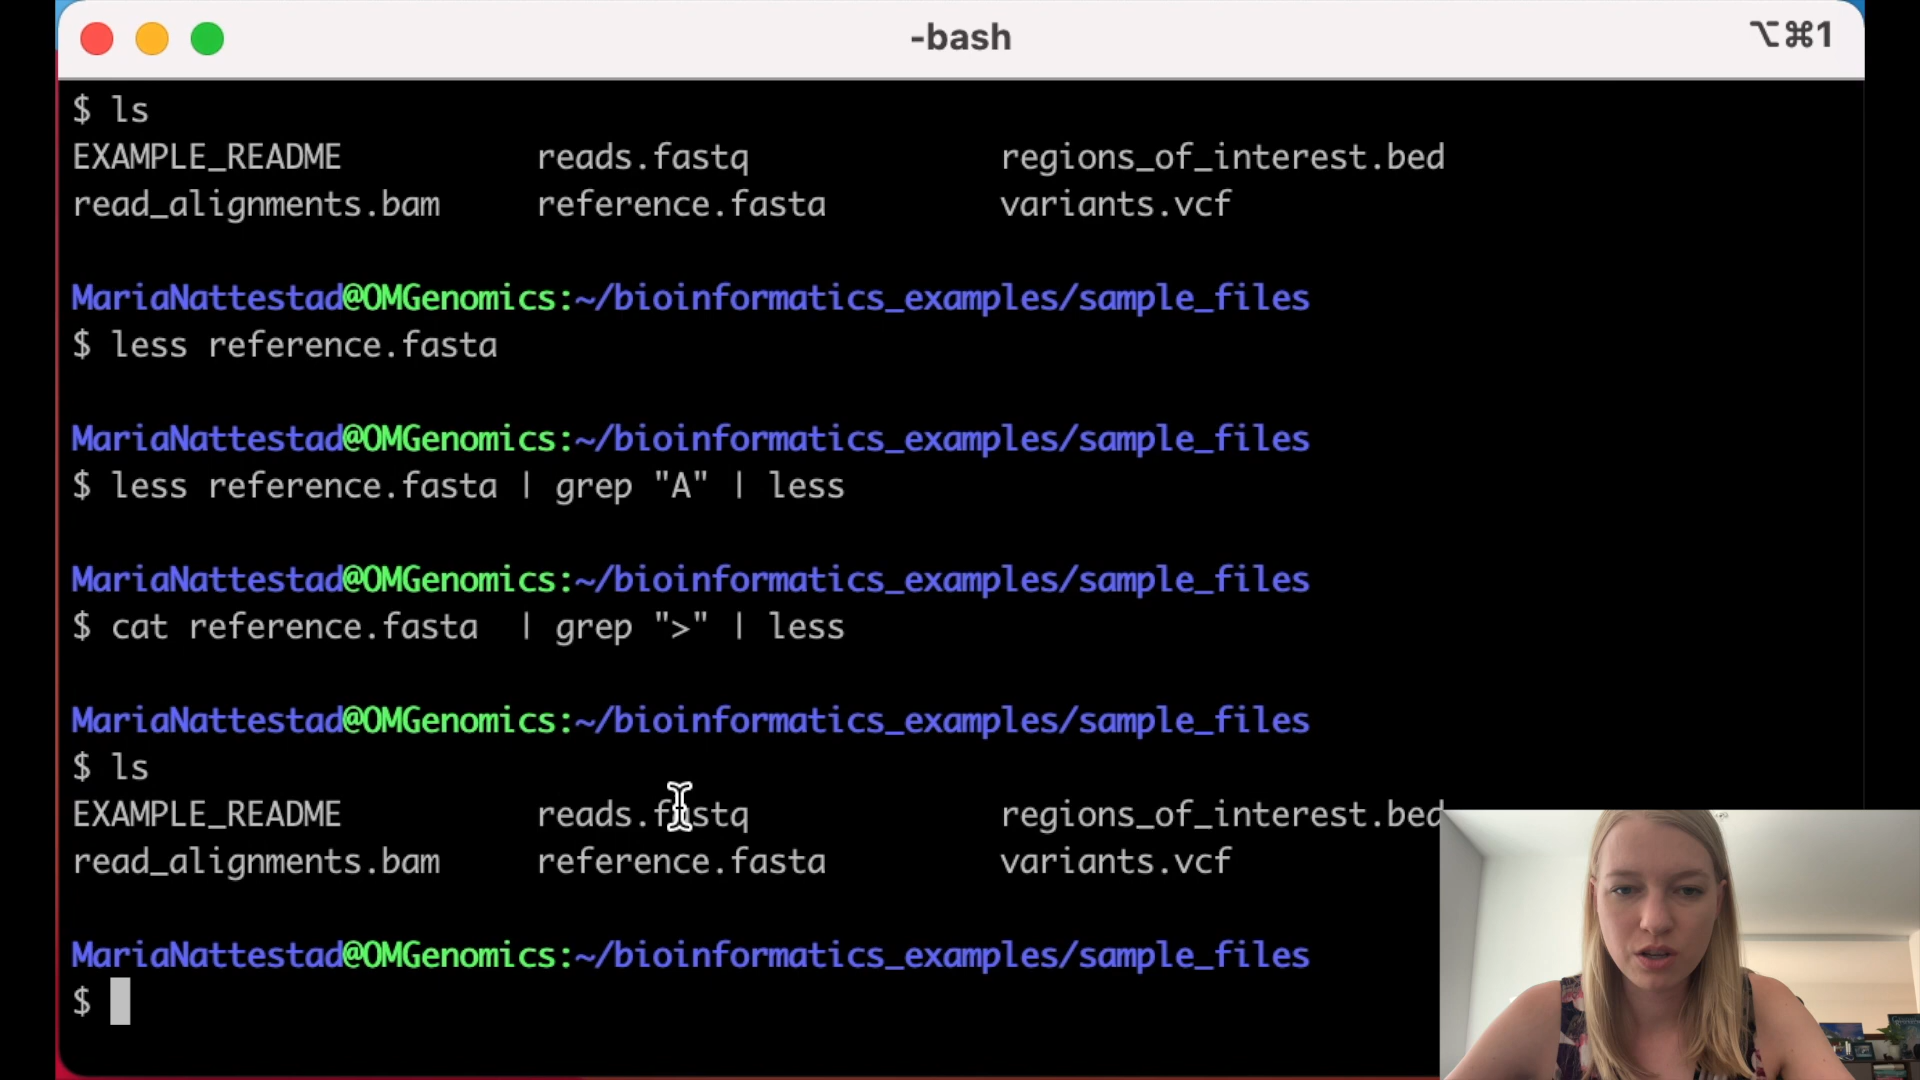 -bash ⌥⌘1
$ ls
EXAMPLE_README reads.fastq regions_of_interest.bed
read_alignments.bam reference.fasta variants.vcf
MariaNattestad@OMGenomics:~/bioinformatics_examples/sample_files
$ less reference.fasta
MariaNattestad@OMGenomics:~/bioinformatics_examples/sample_files
$ less reference.fasta | grep "A" | less
MariaNattestad@OMGenomics:~/bioinformatics_examples/sample_files
$ cat reference.fasta  | grep ">" | less
MariaNattestad@OMGenomics:~/bioinformatics_examples/sample_files
$ ls
EXAMPLE_README reads.fastq regions_of_interest.bed
read_alignments.bam reference.fasta variants.vcf
MariaNattestad@OMGenomics:~/bioinformatics_examples/sample_files
$